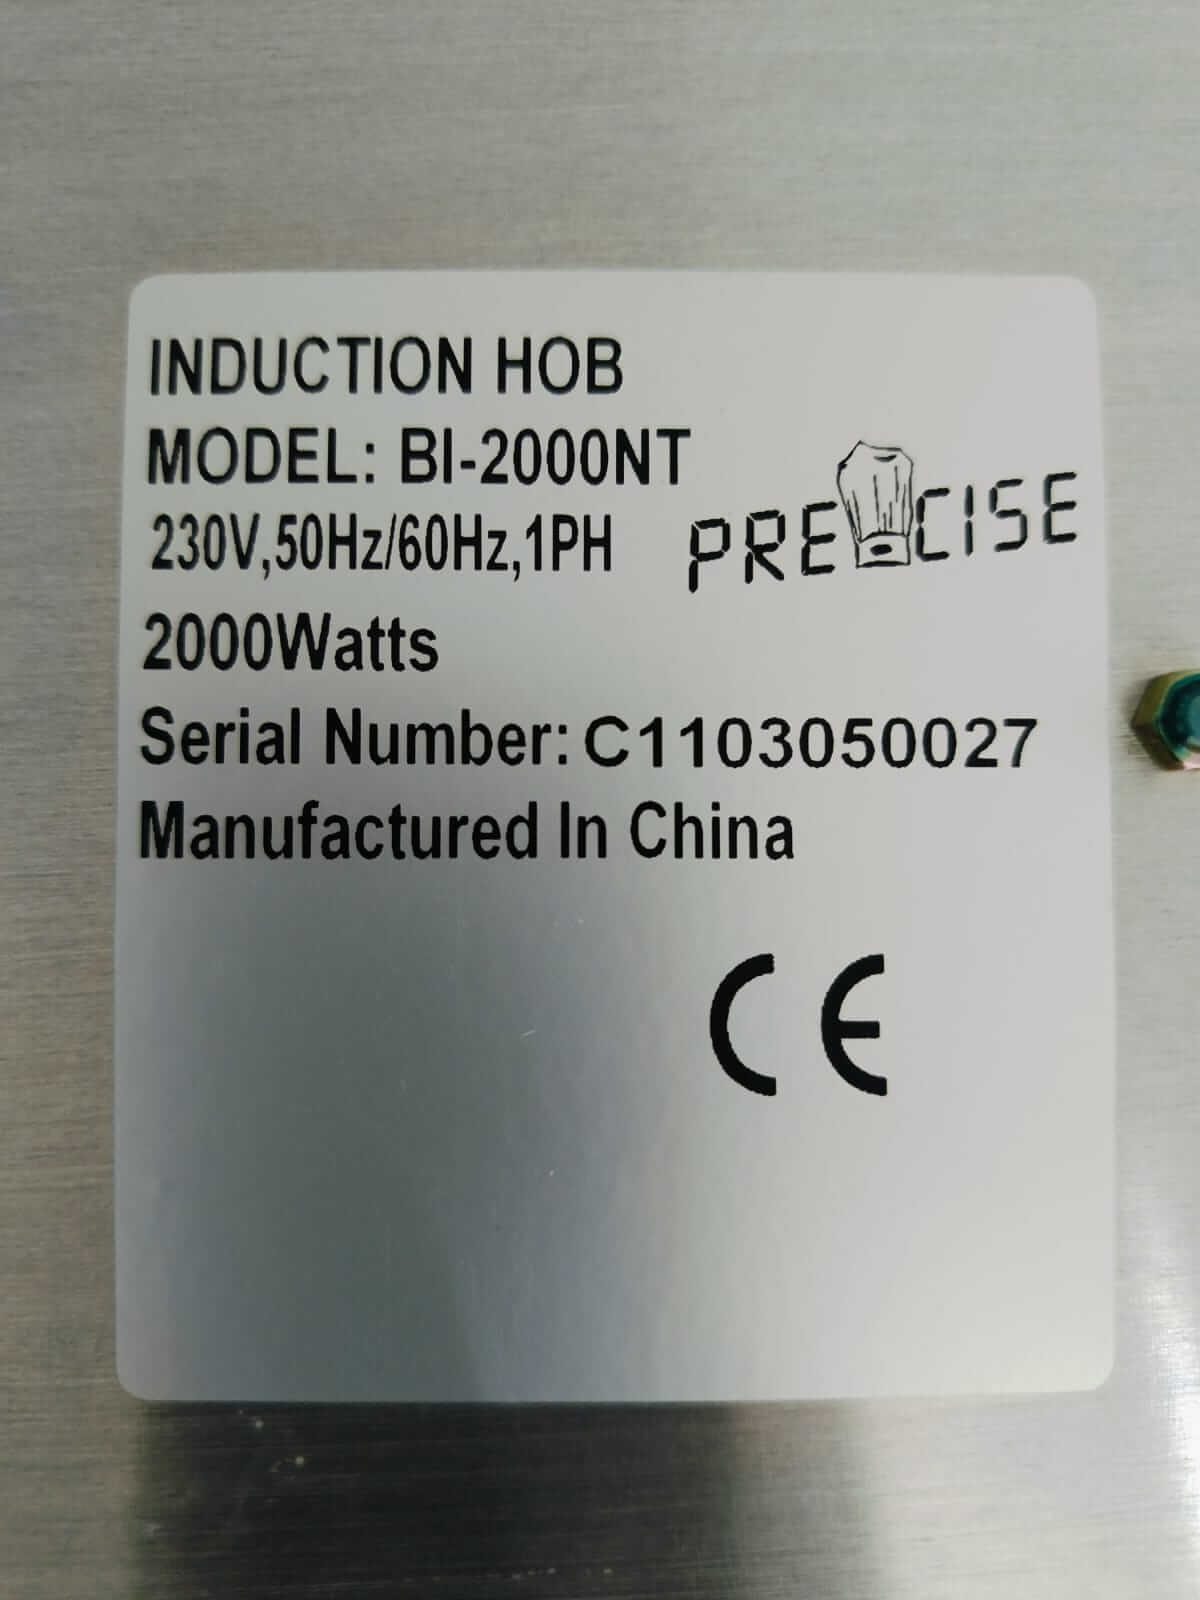 INDUCTION HOB
MODEL: BI-2000NT
230V,50Hz/60Hz,1PH
PRECISE
2000Watts
Serial Number: C1103050027
Manufactured In China
CE